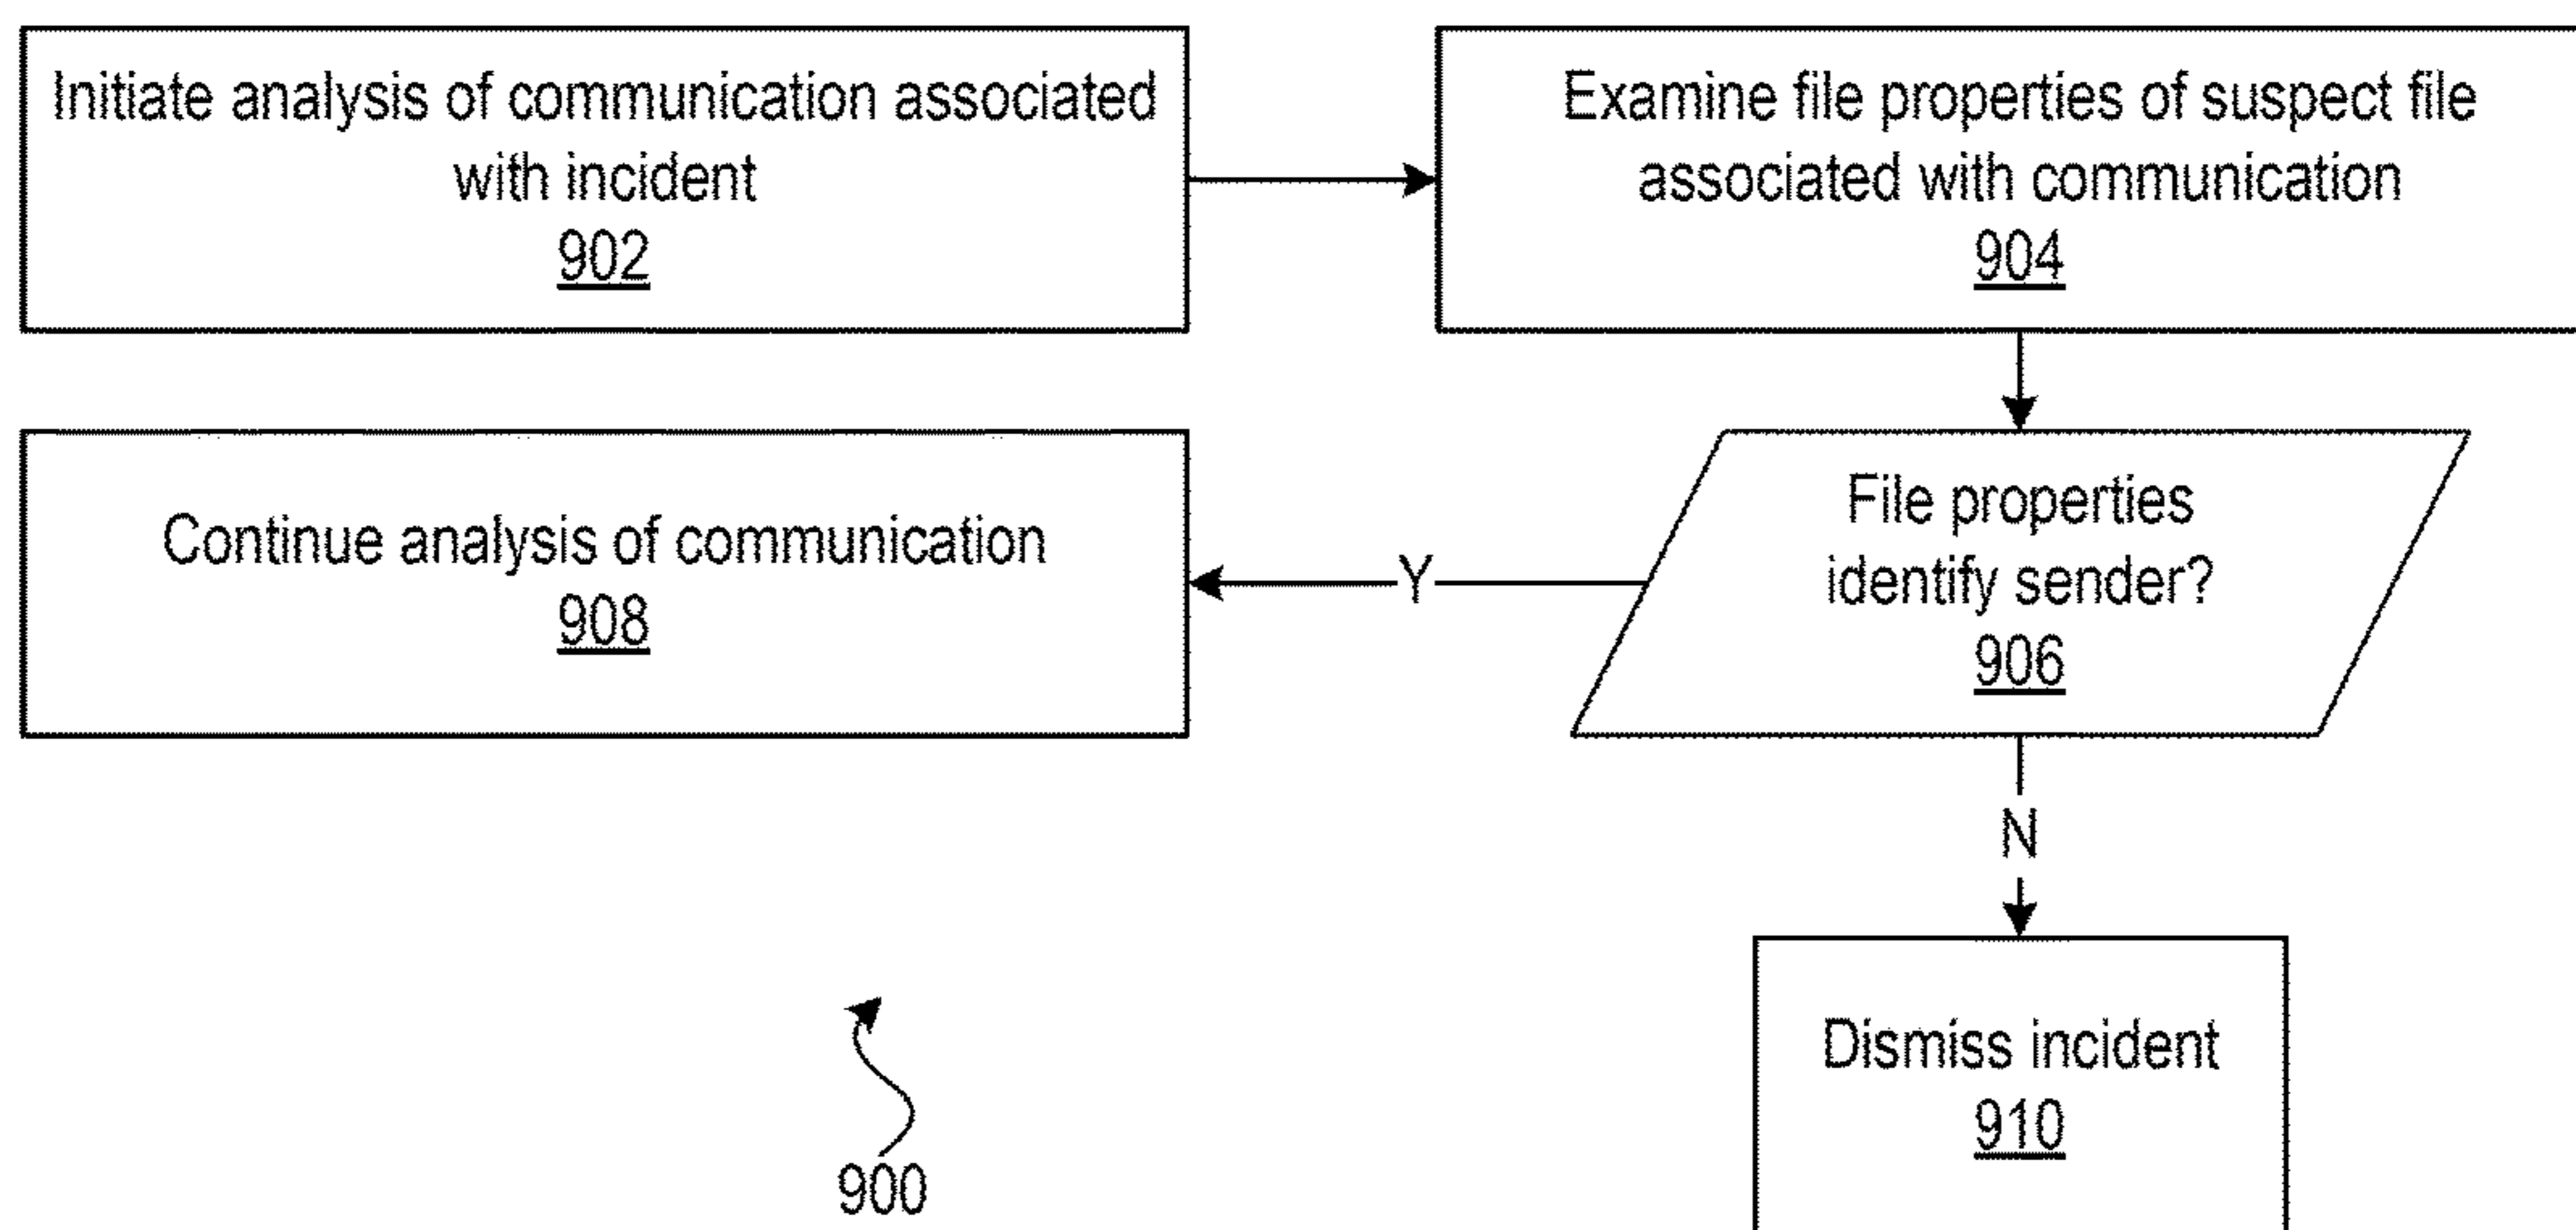 Initiate analysis of communication associated
with incident
902
Examine file properties of suspect file
associated with communication
904
File properties
identify sender?
906
Y
Continue analysis of communication
908
N
Dismiss incident
910
900